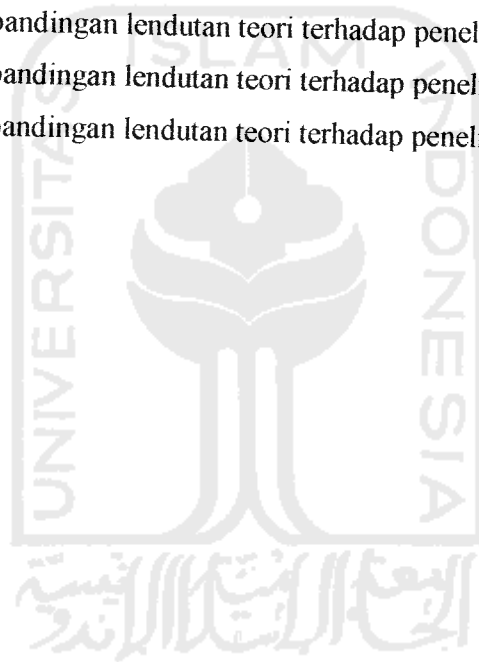 bandingan lendutan teori terhadap penel
bandingan lendutan teori terhadap penel
bandingan lendutan teori terhadap penel
ISLAM
UNIVERSITAS
INDONESIA